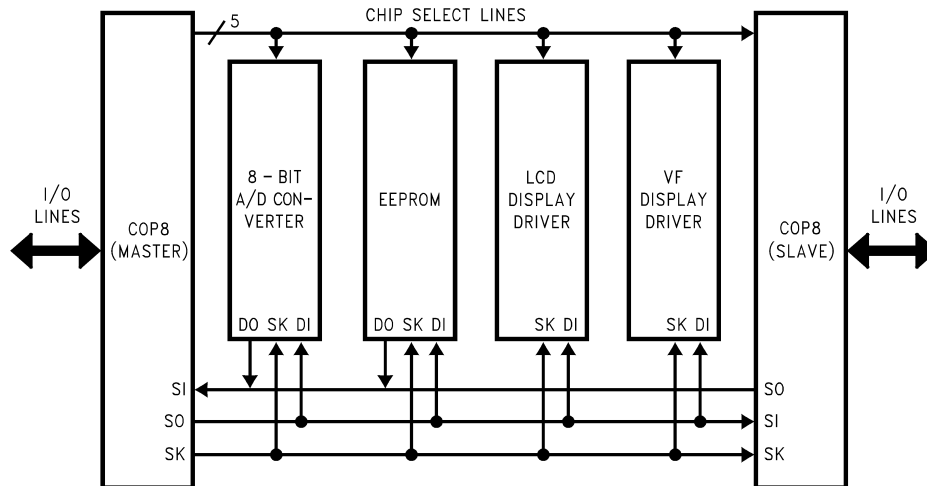 5
CHIP SELECT LINES
I/O
LINES
COP8
(MASTER)
8 - BIT
A/D CON-
VERTER
DO SK DI
EEPROM
DO SK DI
LCD
DISPLAY
DRIVER
SK DI
VF
DISPLAY
DRIVER
SK DI
COP8
(SLAVE)
I/O
LINES
SI
SO
SO
SI
SK
SK